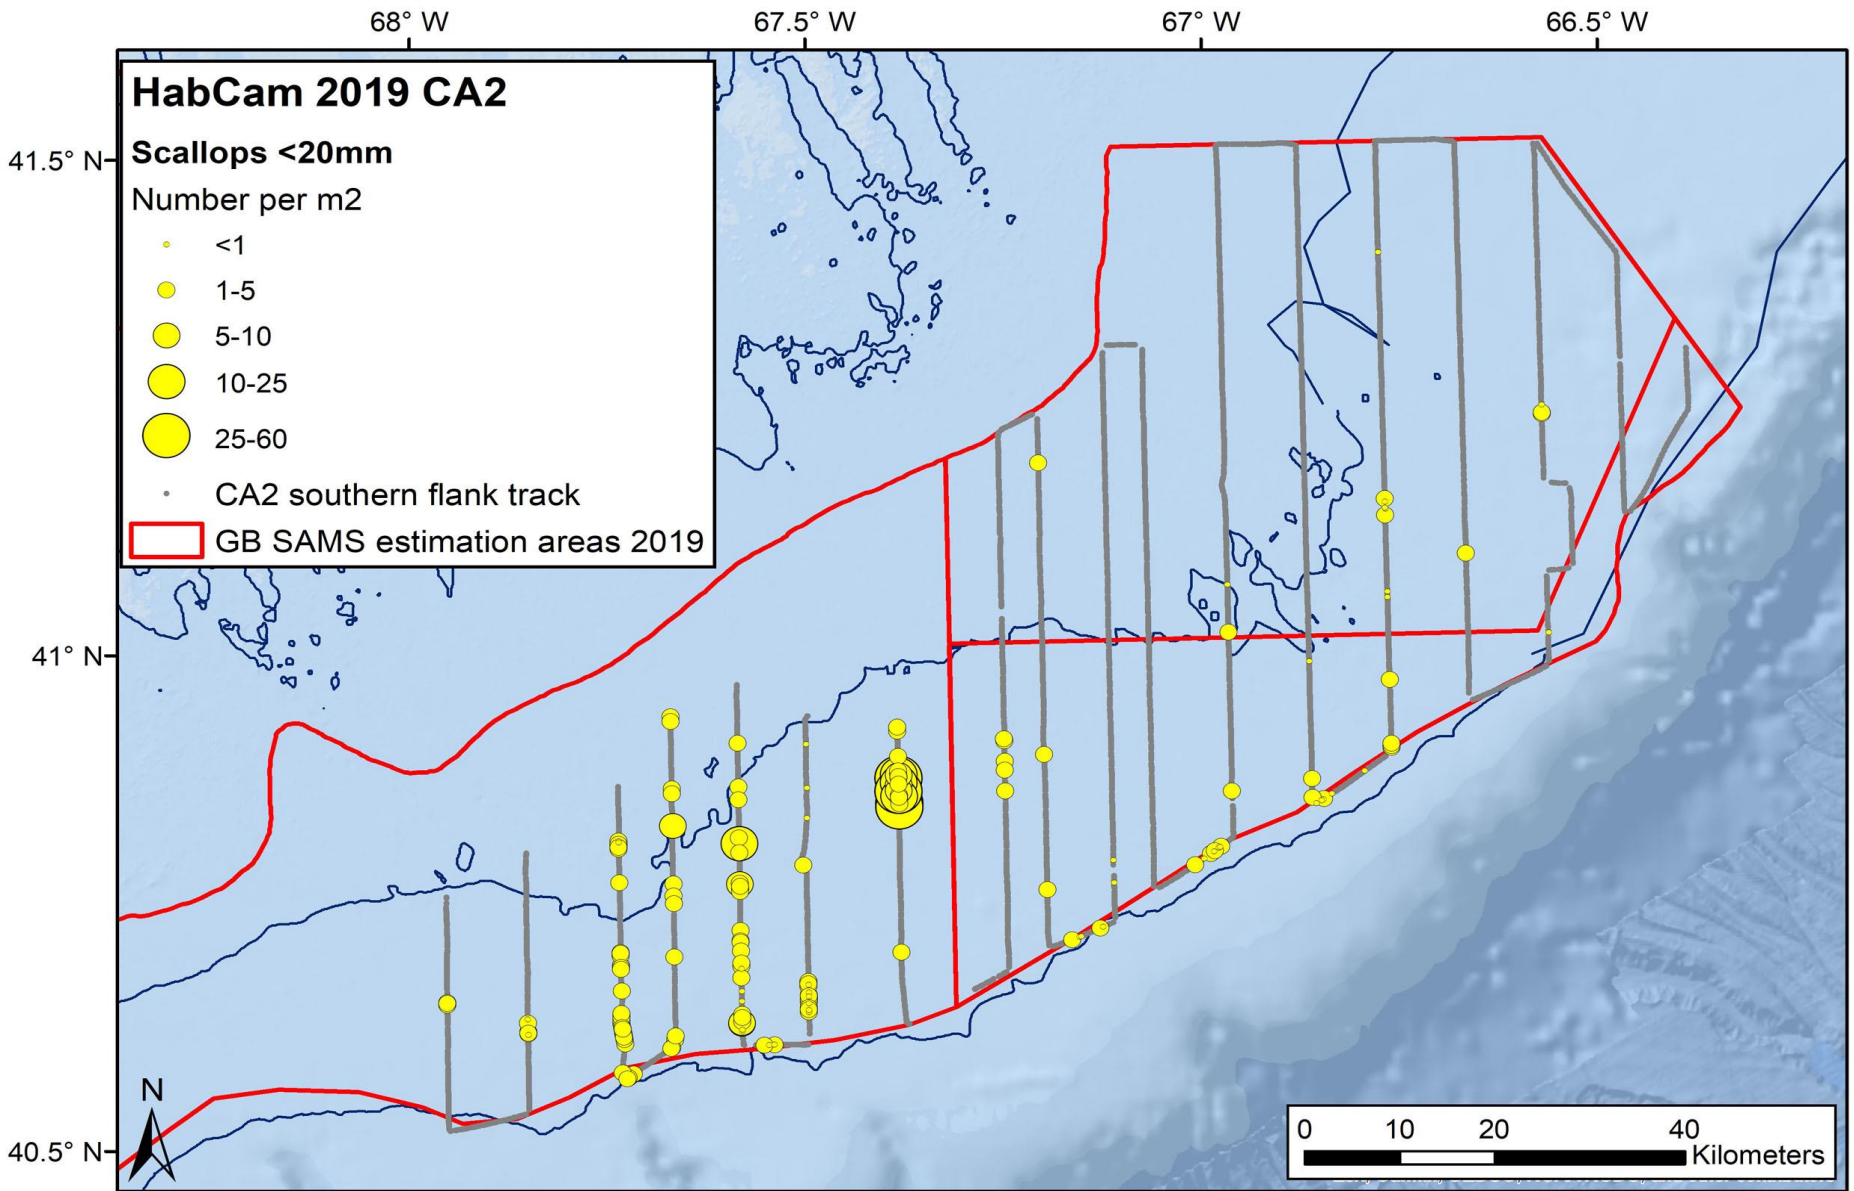 68° W 67.5° W 67° W 66.5° W
HabCam 2019 CA2
Scallops <20mm
Number per m2
<1
1-5
5-10
10-25
25-60
CA2 southern flank track
GB SAMS estimation areas 2019
41.5° N
41° N
40.5° N
N
0 10 20 40
Kilometers